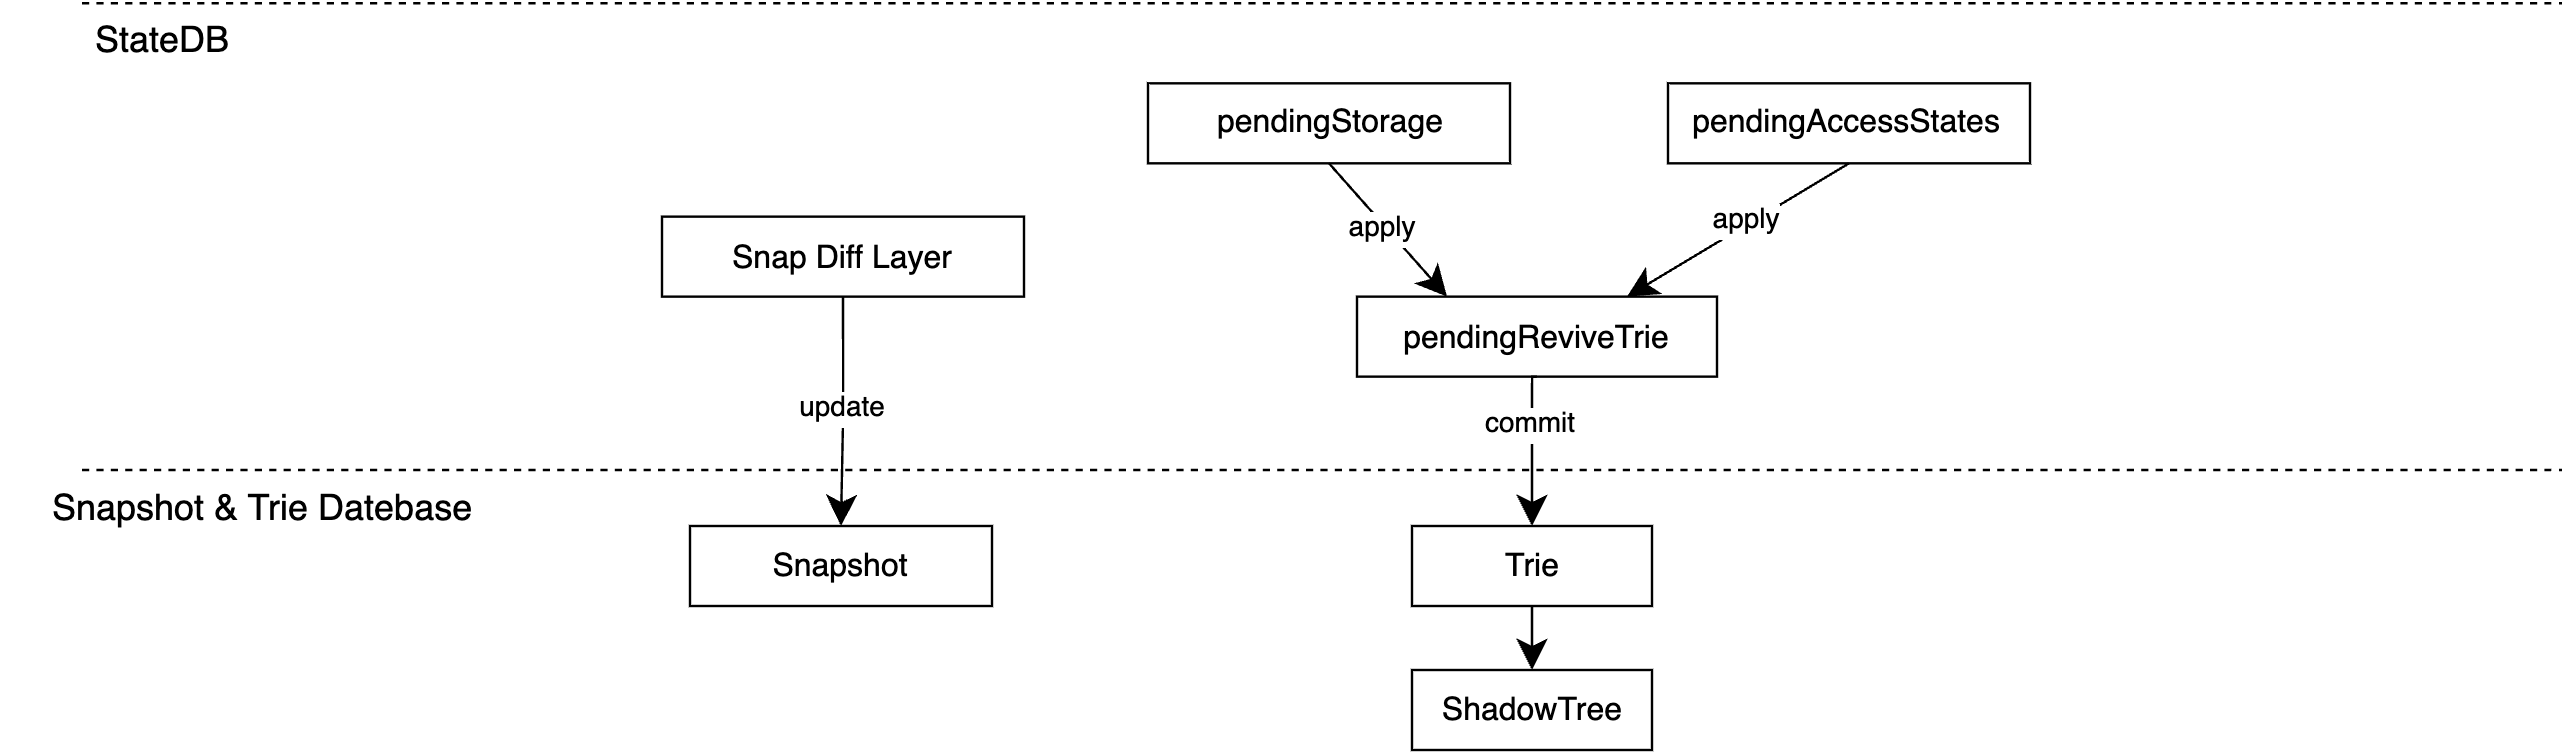 StateDB
pendingStorage
pendingAccessStates
apply
apply
Snap Diff Layer
pendingReviveTrie
update
commit
Snapshot & Trie Datebase
Snapshot
Trie
ShadowTree